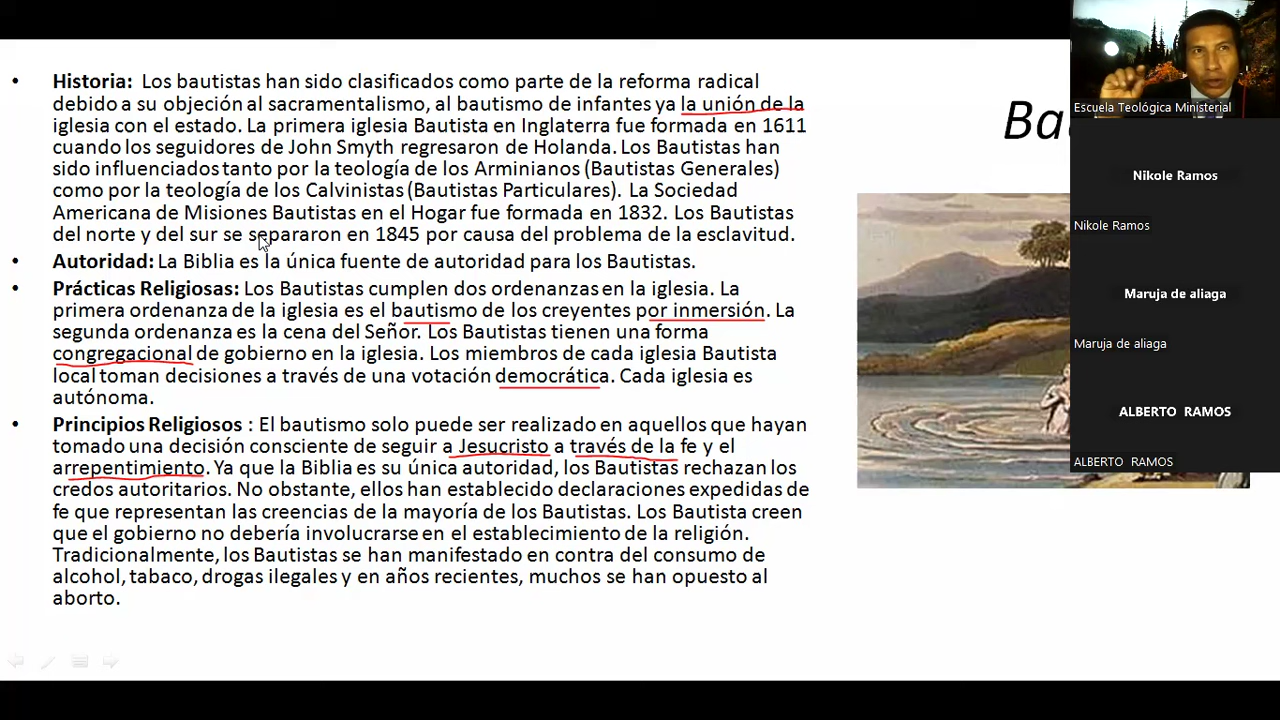 • Historia: Los bautistas han sido clasificados como parte de la reforma radical
debido a su objeción al sacramentalismo, al bautismo de infantes ya la unión de la
iglesia con el estado. La primera iglesia Bautista en Inglaterra fue formada en 1611
cuando los seguidores de John Smyth regresaron de Holanda. Los Bautistas han
sido influenciados tanto por la teología de los Arminianos (Bautistas Generales)
como por la teología de los Calvinistas (Bautistas Particulares). La Sociedad
Americana de Misiones Bautistas en el Hogar fue formada en 1832. Los Bautistas
del norte y del sur se separaron en 1845 por causa del problema de la esclavitud.
• Autoridad: La Biblia es la única fuente de autoridad para los Bautistas.
• Prácticas Religiosas: Los Bautistas cumplen dos ordenanzas en la iglesia. La
primera ordenanza de la iglesia es el bautismo de los creyentes por inmersión. La
segunda ordenanza es la cena del Señor. Los Bautistas tienen una forma
congregacional de gobierno en la iglesia. Los miembros de cada iglesia Bautista
local toman decisiones a través de una votación democrática. Cada iglesia es
autónoma.
• Principios Religiosos : El bautismo solo puede ser realizado en aquellos que hayan
tomado una decisión consciente de seguir a Jesucristo a través de la fe y el
arrepentimiento. Ya que la Biblia es su única autoridad, los Bautistas rechazan los
credos autoritarios. No obstante, ellos han establecido declaraciones expedidas de
fe que representan las creencias de la mayoría de los Bautistas. Los Bautista creen
que el gobierno no debería involucrarse en el establecimiento de la religión.
Tradicionalmente, los Bautistas se han manifestado en contra del consumo de
alcohol, tabaco, drogas ilegales y en años recientes, muchos se han opuesto al
aborto.
Escuela Teológica Ministerial
Nikole Ramos
Nikole Ramos
Maruja de aliaga
Maruja de aliaga
ALBERTO RAMOS
ALBERTO RAMOS